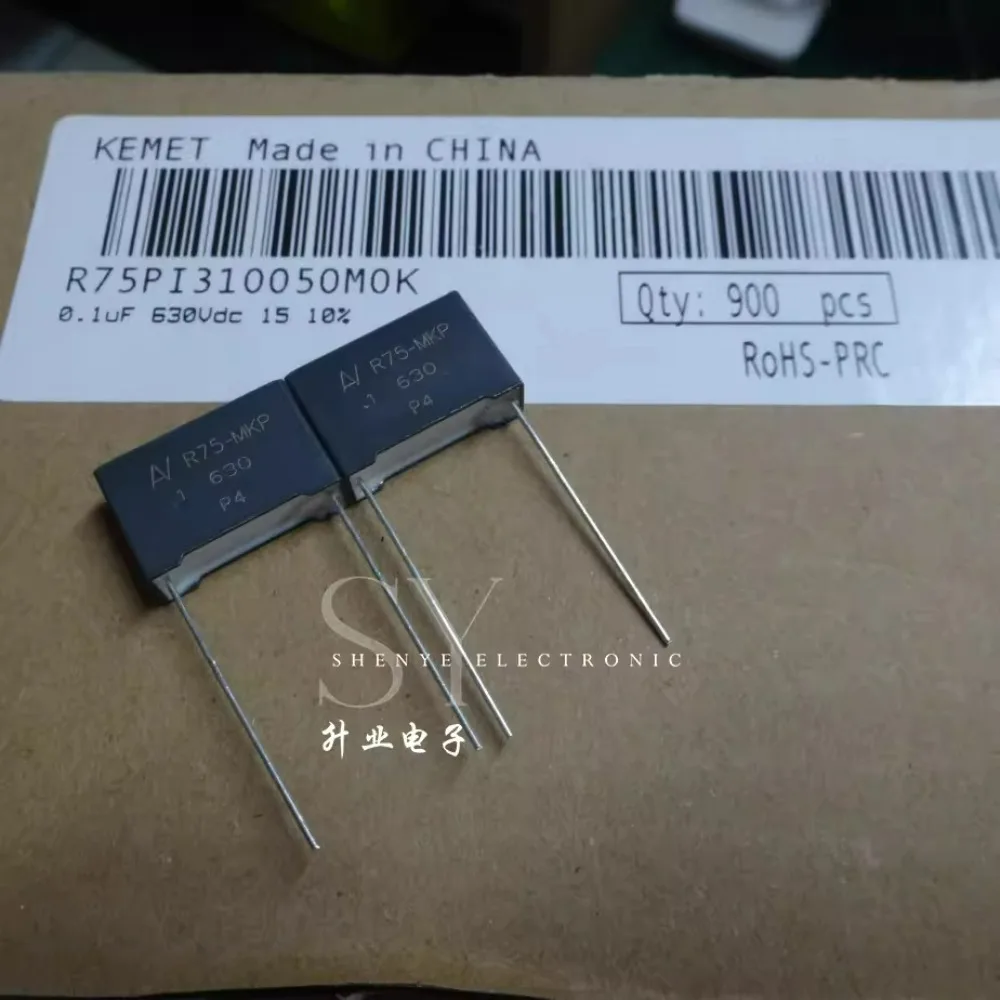 KEMET Made in CHINA
R75PI310050M0K
0.1uF 630Vdc 15 10%
Qty: 900 pcs
RoHS-PRC
R75-MKP
.1 630
P4
R75-MKP
.1 630
P4
SY
SHENYE ELECTRONIC
升业电子